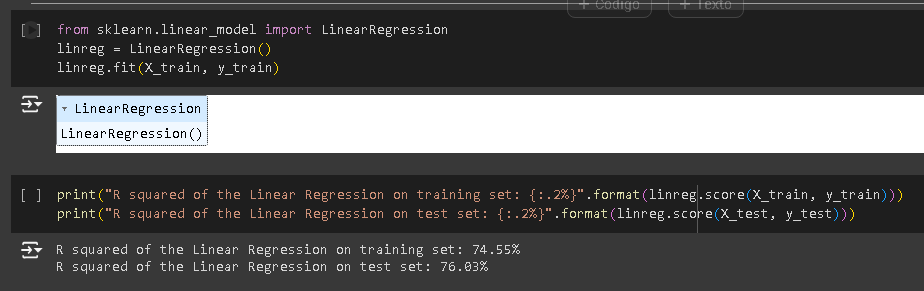 + Código + Texto
[ ] from sklearn.linear_model import LinearRegression
linreg = LinearRegression()
linreg.fit(X_train, y_train)
LinearRegression
LinearRegression()
[ ] print("R squared of the Linear Regression on training set: {:.2%}".format(linreg.score(X_train, y_train)))
print("R squared of the Linear Regression on test set: {:.2%}".format(linreg.score(X_test, y_test)))
R squared of the Linear Regression on training set: 74.55%
R squared of the Linear Regression on test set: 76.03%